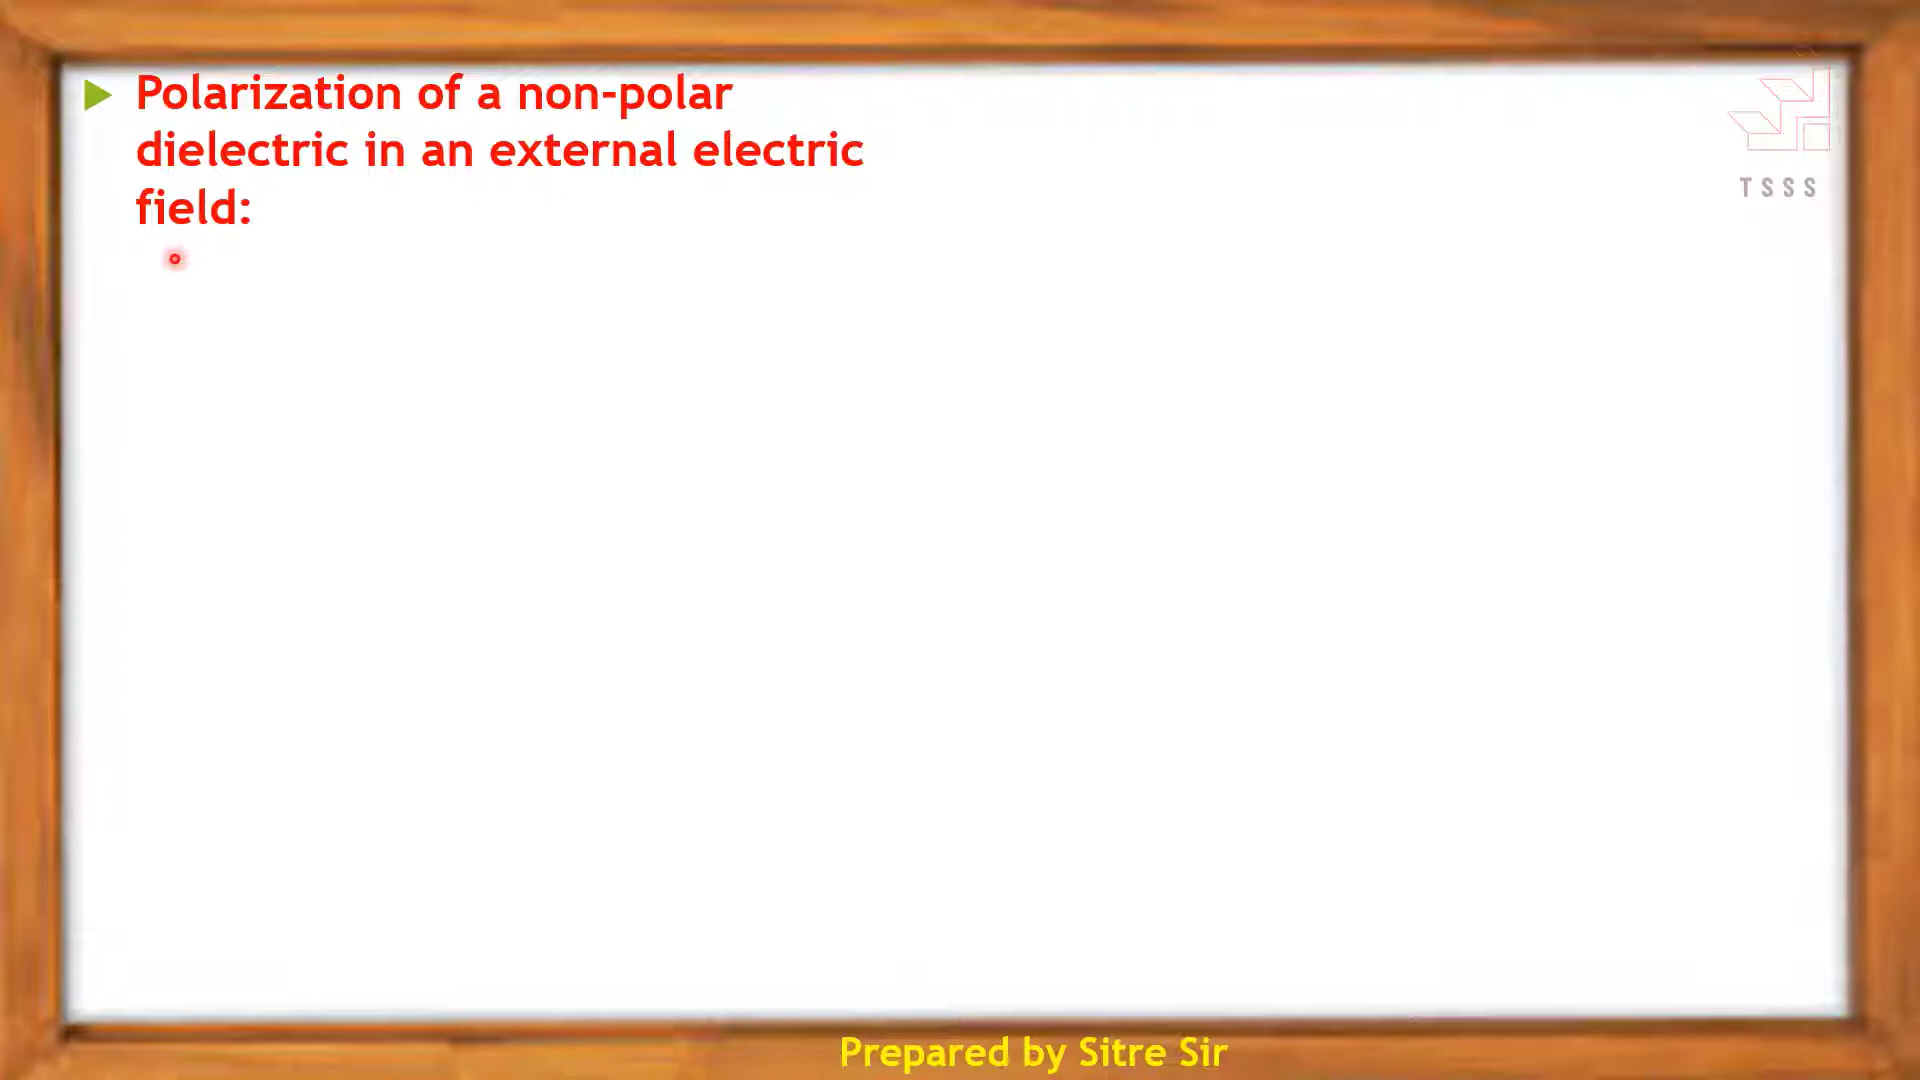 Polarization of a non-polar
dielectric in an external electric
field:
TSSS
Prepared by Sitre Sir